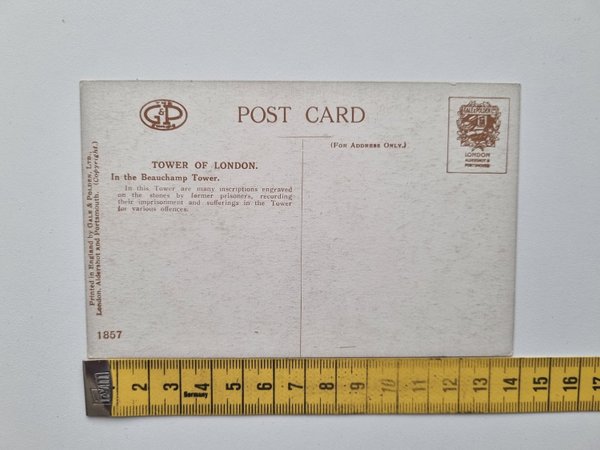 G&P
POST CARD
(FOR ADDRESS ONLY.)
LONDON
ALDERSHOT &
PORTSMOUTH
TOWER OF LONDON.
In the Beauchamp Tower.
In this Tower are many inscriptions engraved
on the stones by former prisoners, recording
their imprisonment and sufferings in the Tower
for various offences.
Printed in England by GALE & POLDEN, LTD.,
London, Aldershot and Portsmouth. (Copyright.)
1857
2 3 4 5 6 7 8 9 10 11 12 13 14 15 16 17
Germany